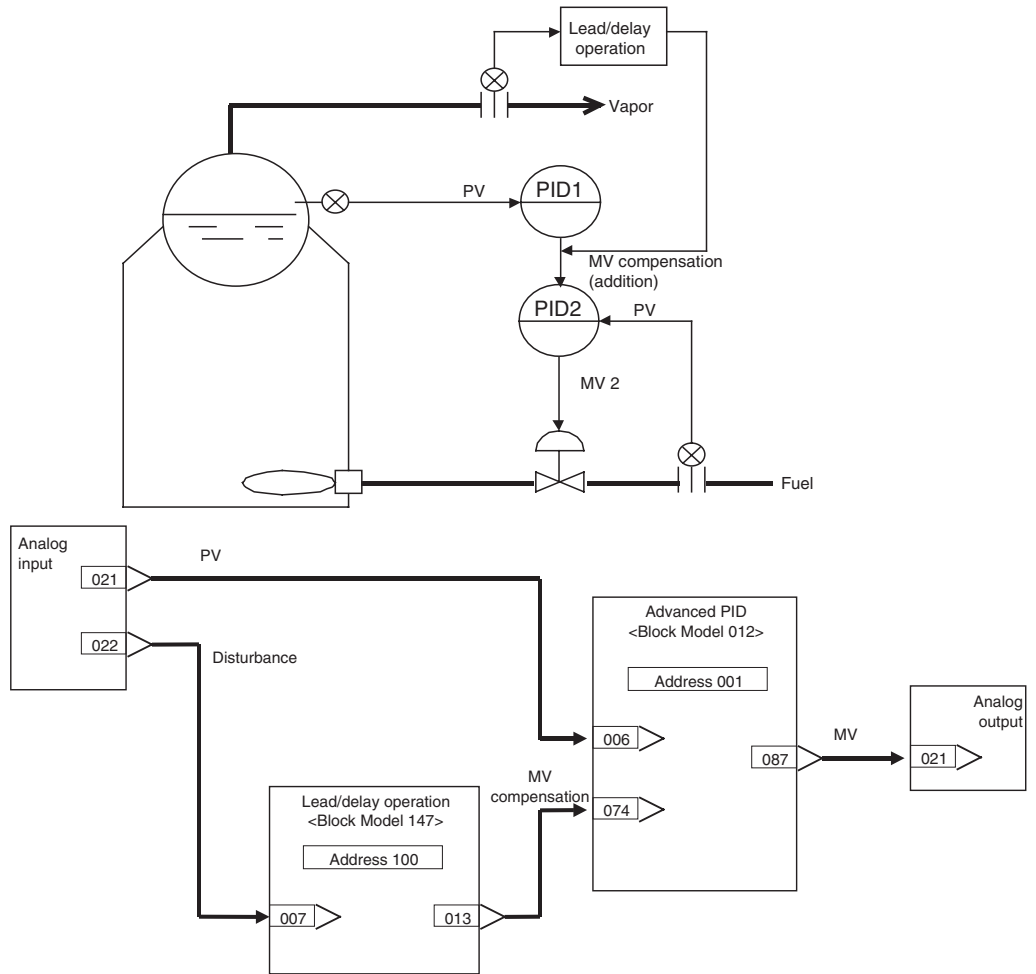 Lead/delay
operation
Vapor
PV
PID1
MV compensation
(addition)
PID2
PV
MV 2
Fuel
Analog
input
021
022
PV
Disturbance
Lead/delay operation
<Block Model 147>
Address 100
007
013
MV
compensation
Advanced PID
<Block Model 012>
Address 001
006
074
087
MV
Analog
output
021